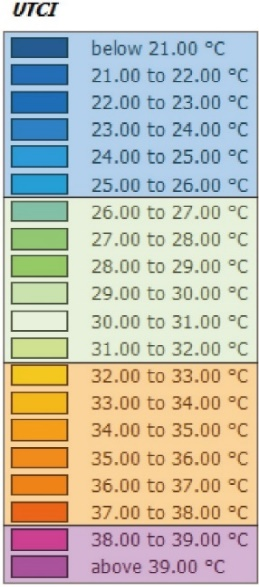 UTCI
below 21.00 °C
21.00 to 22.00 °C
22.00 to 23.00 °C
23.00 to 24.00 °C
24.00 to 25.00 °C
25.00 to 26.00 °C
26.00 to 27.00 °C
27.00 to 28.00 °C
28.00 to 29.00 °C
29.00 to 30.00 °C
30.00 to 31.00 °C
31.00 to 32.00 °C
32.00 to 33.00 °C
33.00 to 34.00 °C
34.00 to 35.00 °C
35.00 to 36.00 °C
36.00 to 37.00 °C
37.00 to 38.00 °C
38.00 to 39.00 °C
above 39.00 °C